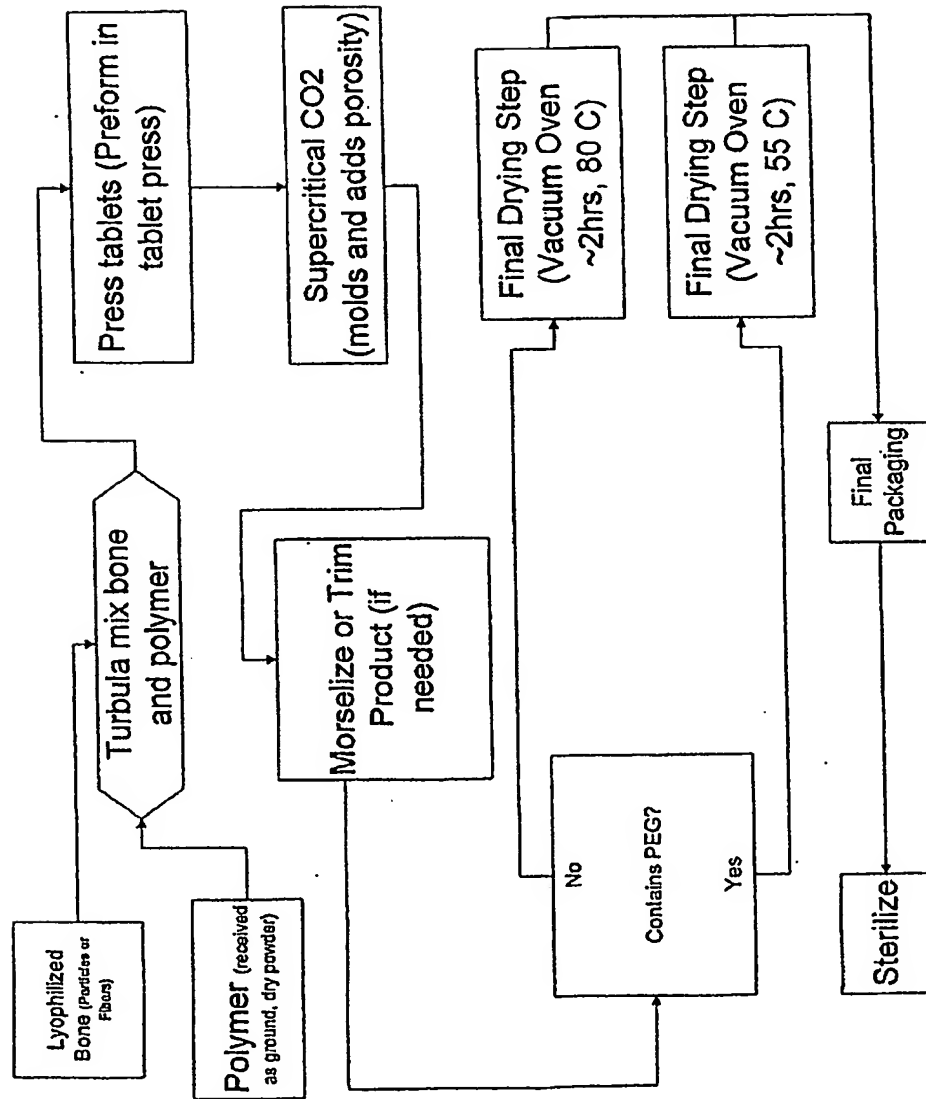 Lyophilized
Bone (Particles or
Fibers)
Polymer (received
as ground, dry powder)
Turbula mix bone
and polymer
Press tablets (Preform in
tablet press)
Supercritical CO2
(molds and adds porosity)
Morselize or Trim
Product (if
needed)
Contains PEG?
No
Yes
Final Drying Step
(Vacuum Oven
~2hrs, 80 C)
Final Drying Step
(Vacuum Oven
~2hrs, 55 C)
Final
Packaging
Sterilize